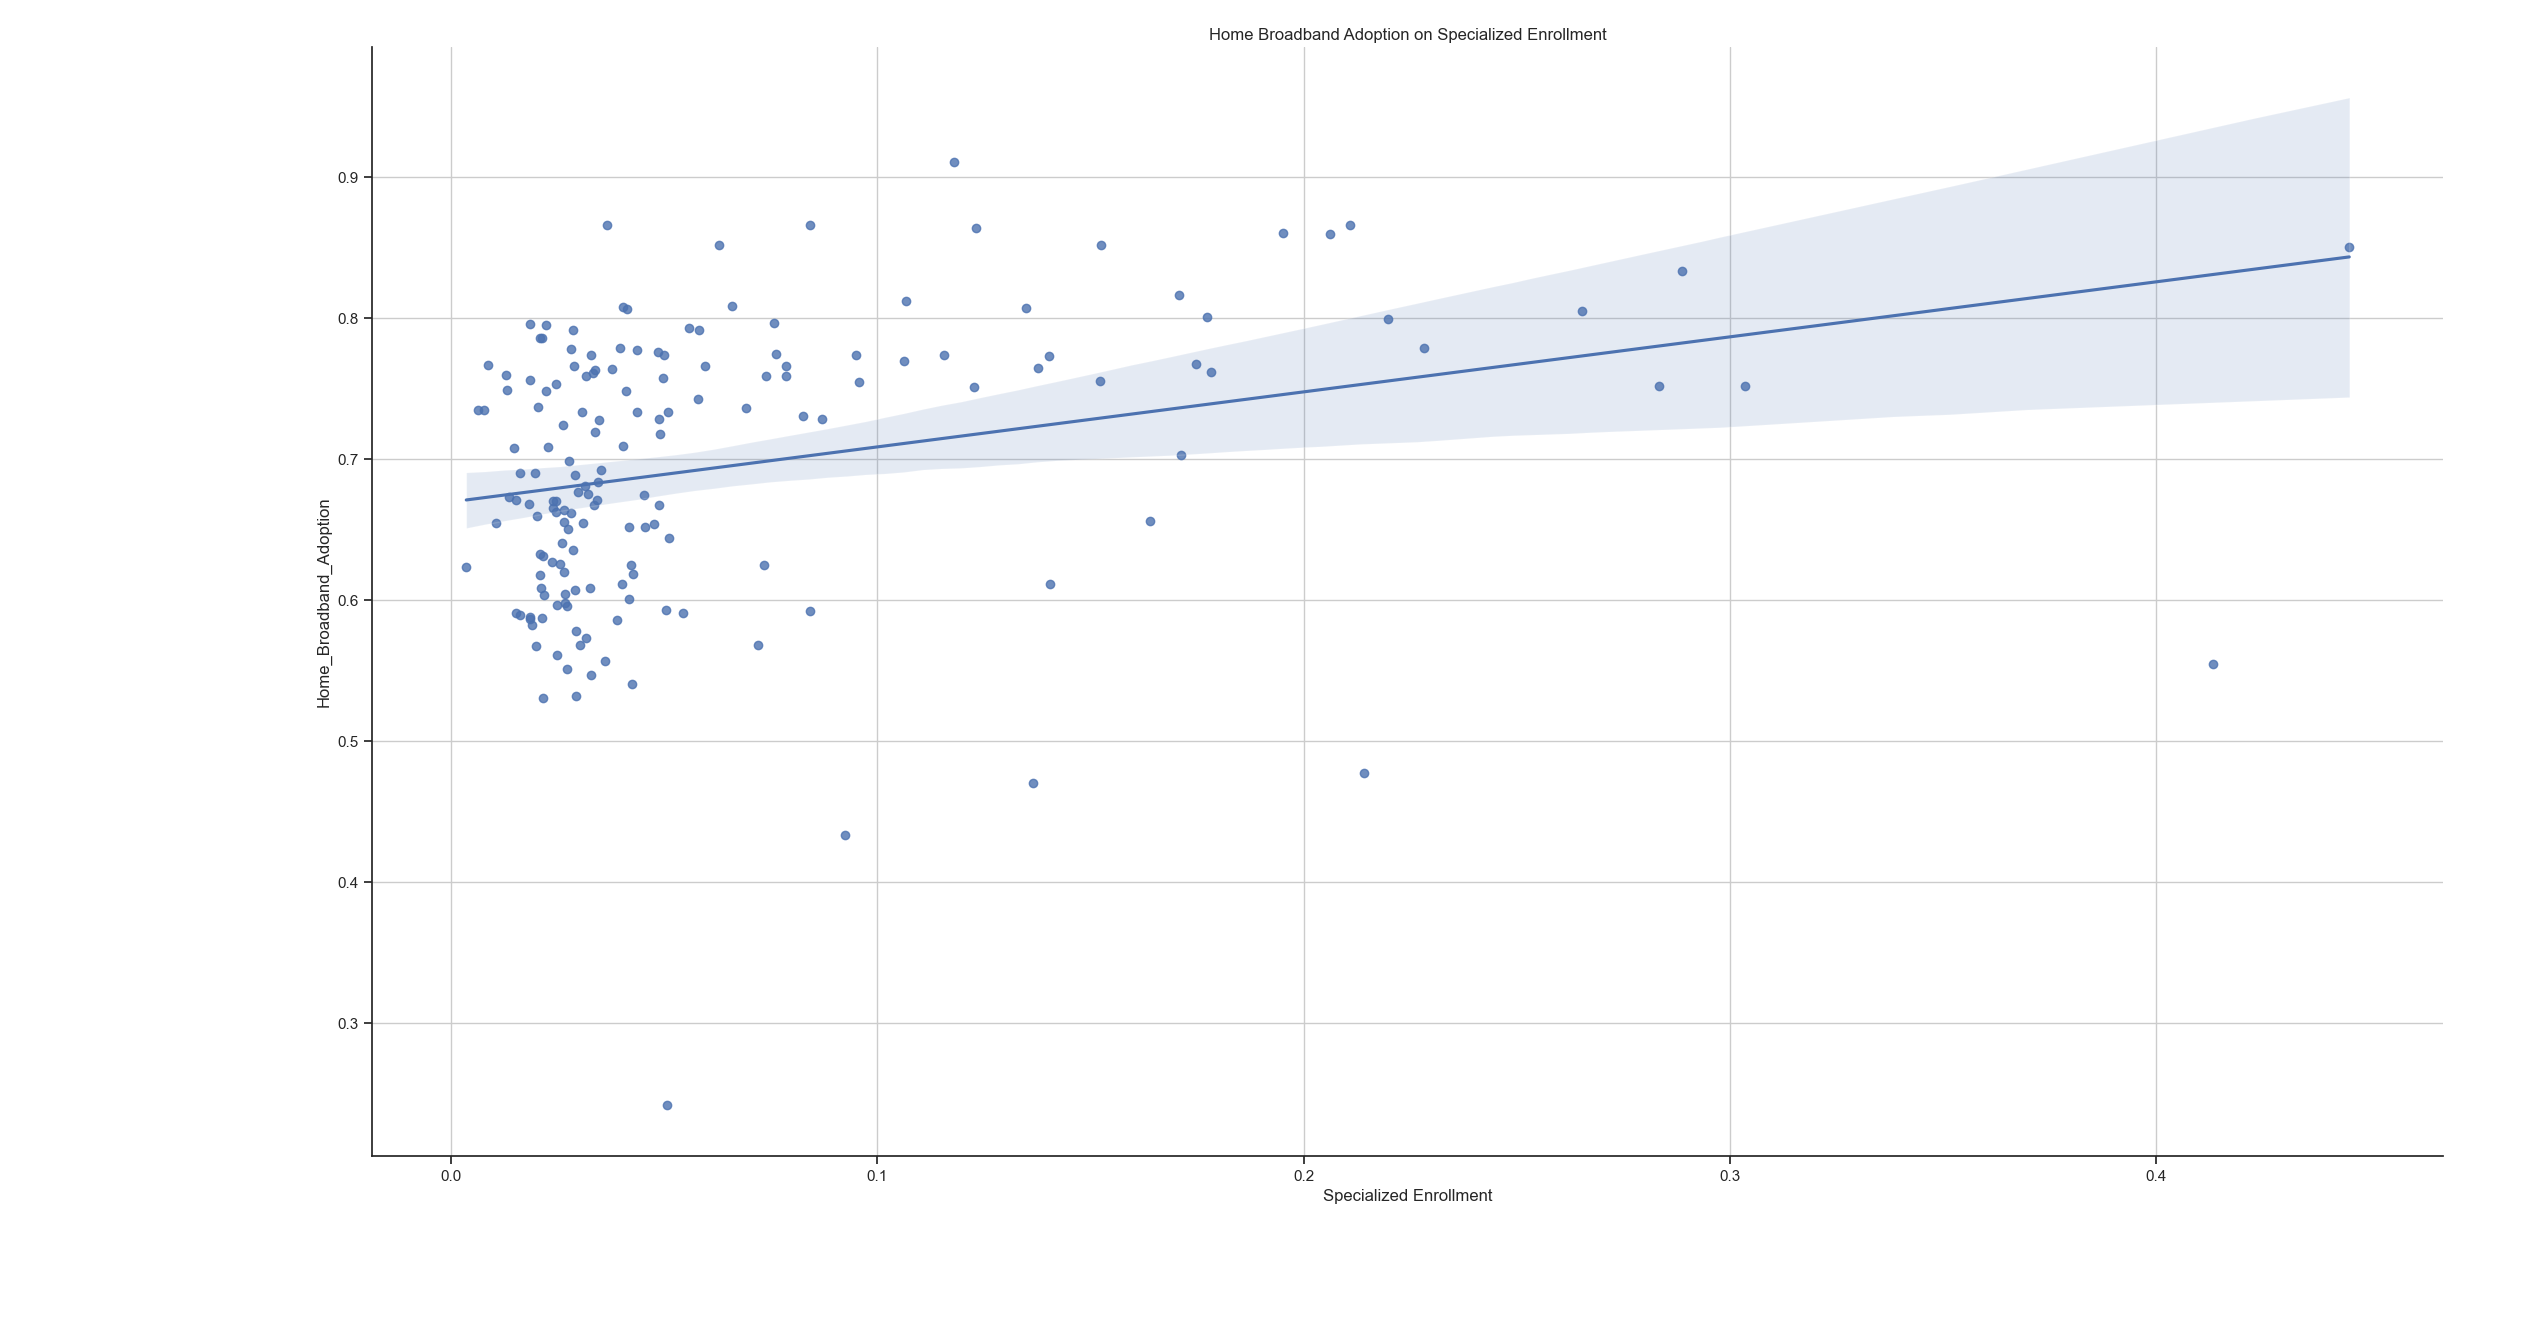 Home Broadband Adoption on Specialized Enrollment
Home_Broadband_Adoption
0.9
0.8
0.7
0.6
0.5
0.4
0.3
0.0 0.1 0.2 0.3 0.4
Specialized Enrollment